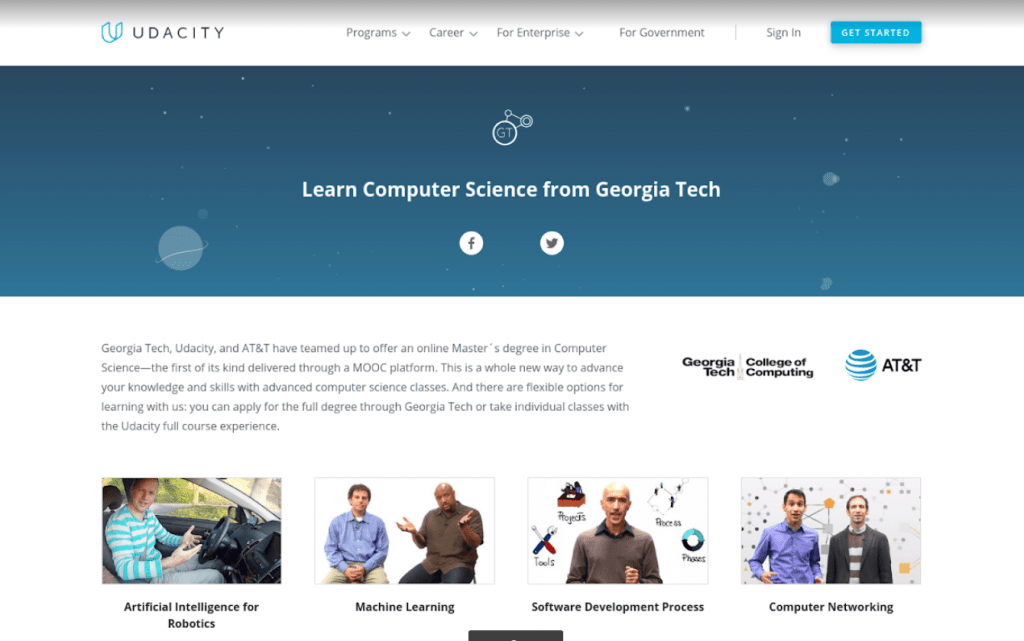 UDACITY
Programs
Career
For Enterprise
For Government
Sign In
GET STARTED
GT
Learn Computer Science from Georgia Tech
Georgia Tech, Udacity, and AT&T have teamed up to offer an online Master´s degree in Computer
Science—the first of its kind delivered through a MOOC platform. This is a whole new way to advance
your knowledge and skills with advanced computer science classes. And there are flexible options for
learning with us: you can apply for the full degree through Georgia Tech or take individual classes with
the Udacity full course experience.
Georgia
Tech
College of
Computing
AT&T
Projects
Process
Tools
Phases
Artificial Intelligence for
Robotics
Machine Learning
Software Development Process
Computer Networking